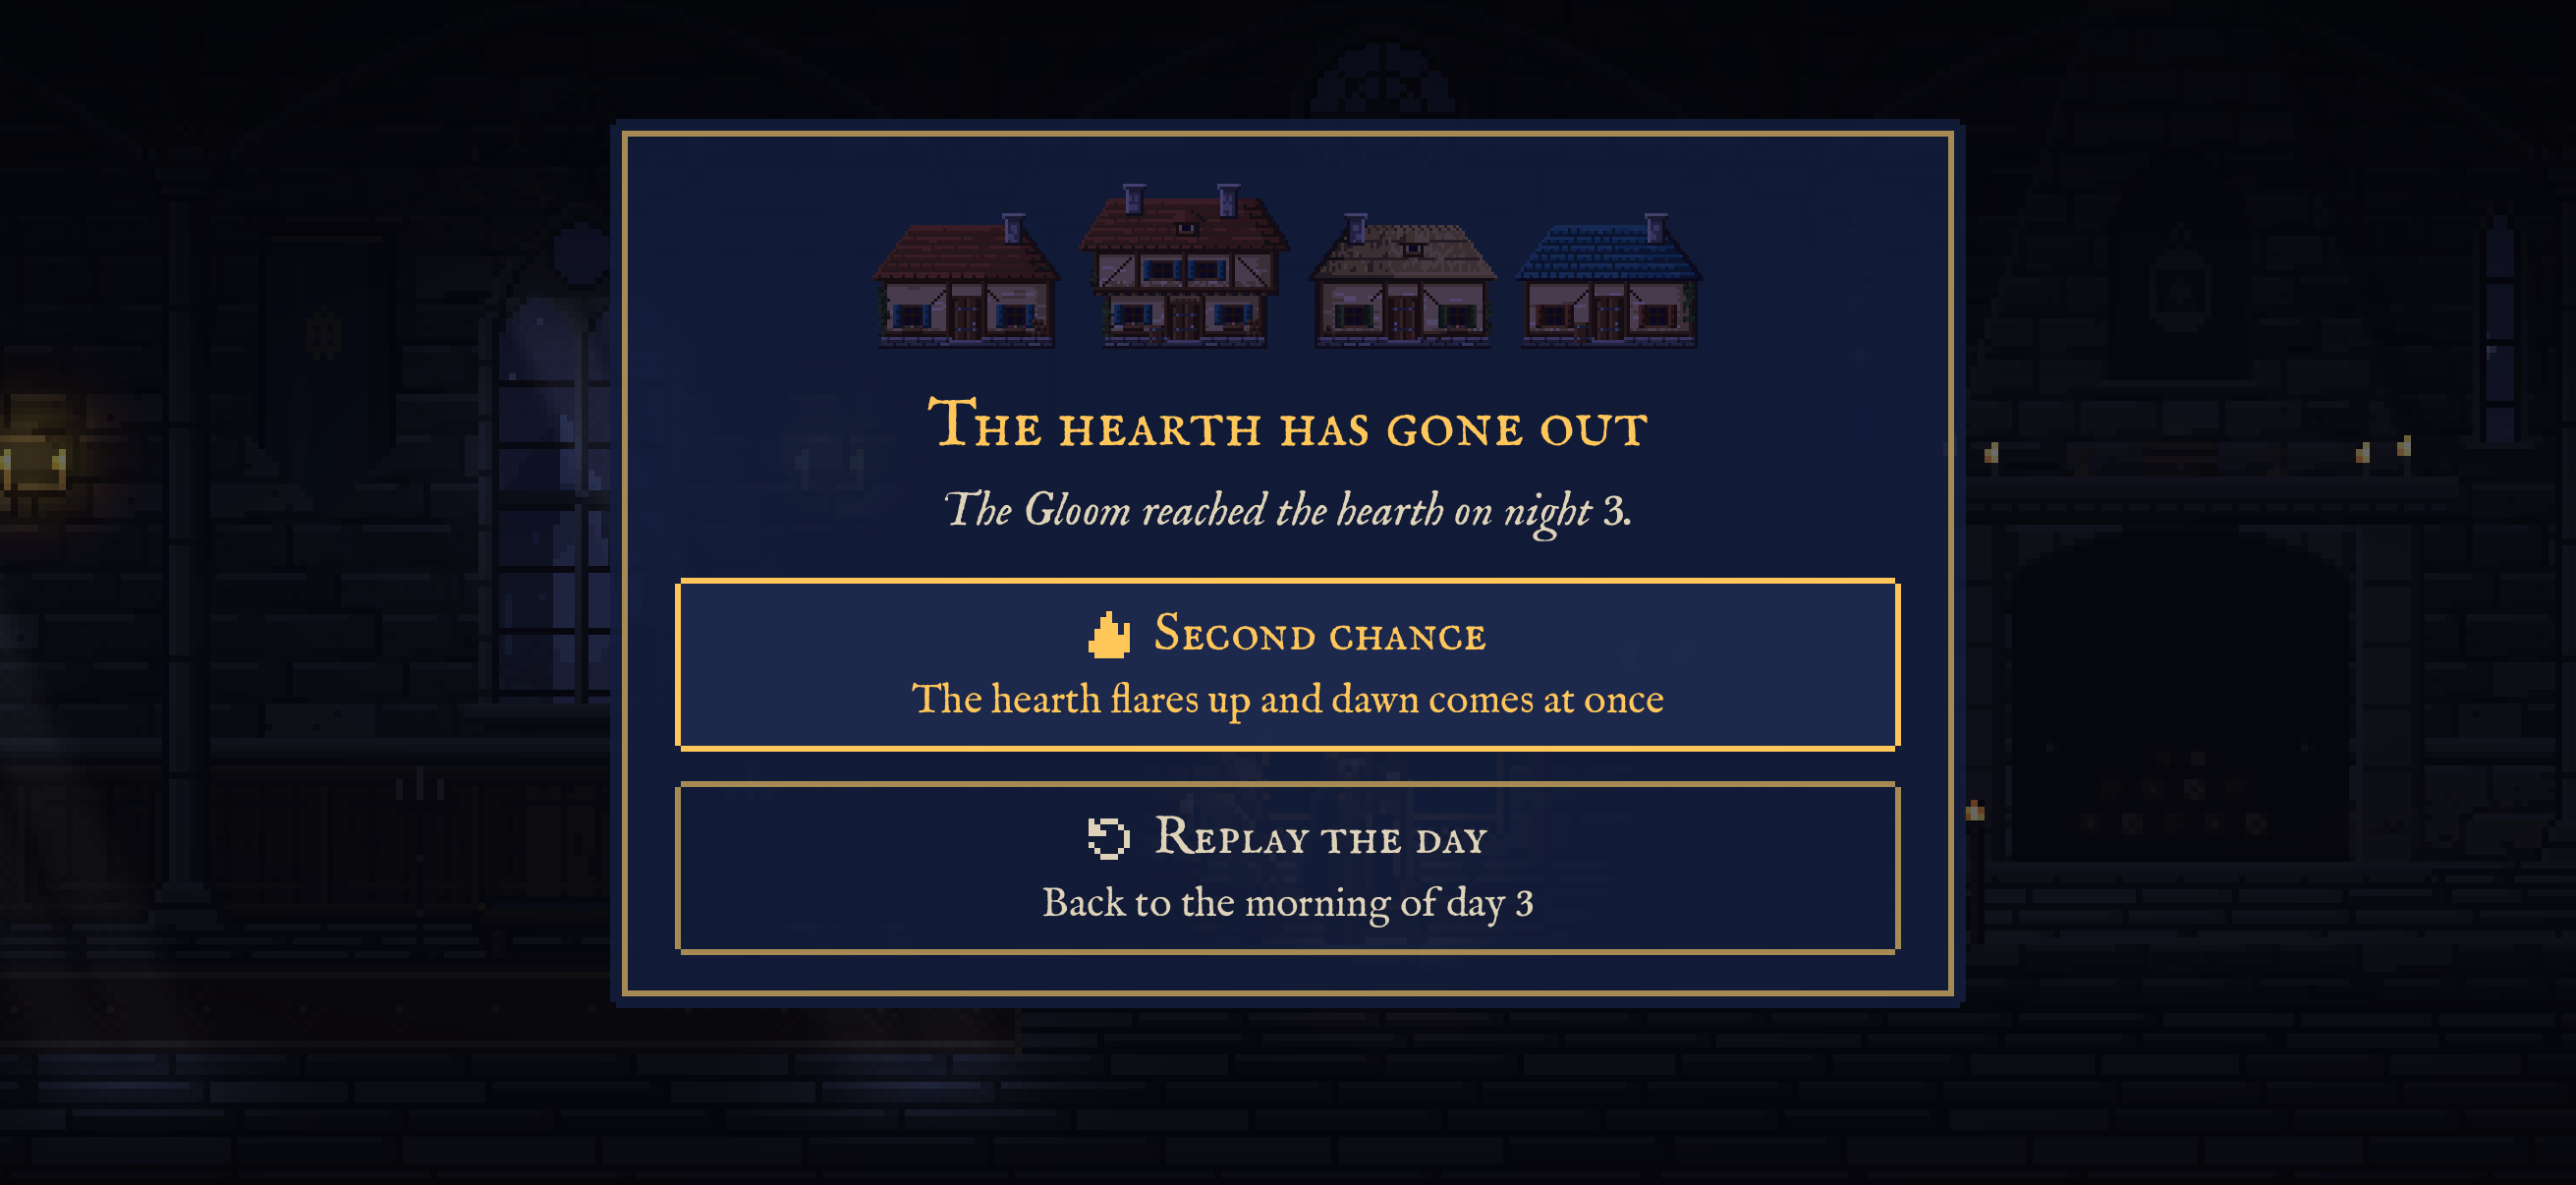 The hearth has gone out
The Gloom reached the hearth on night 3.
Second chance
The hearth flares up and dawn comes at once
Replay the day
Back to the morning of day 3